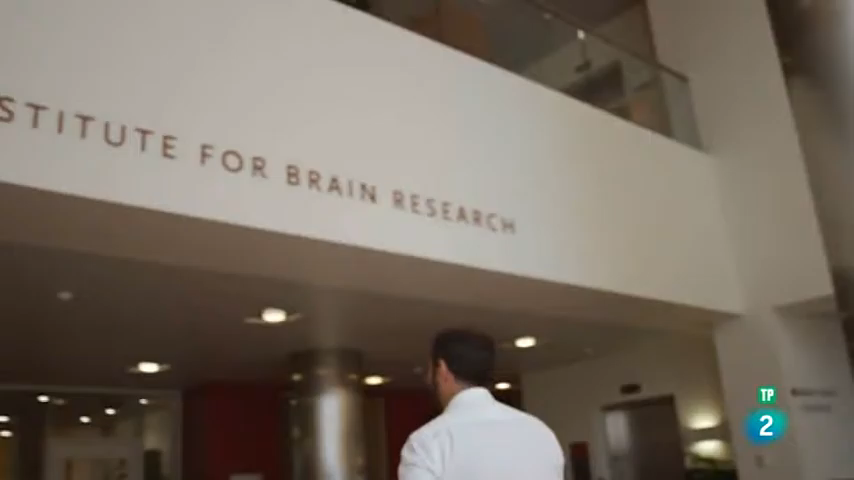 STITUTE FOR BRAIN RESEARCH
TP
2